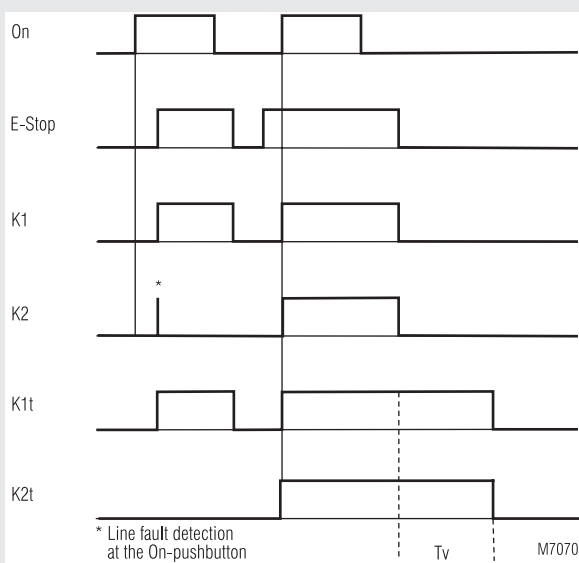 On
E-Stop
K1
*
K2
K1t
K2t
* Line fault detection
at the On-pushbutton
Tv
M7070